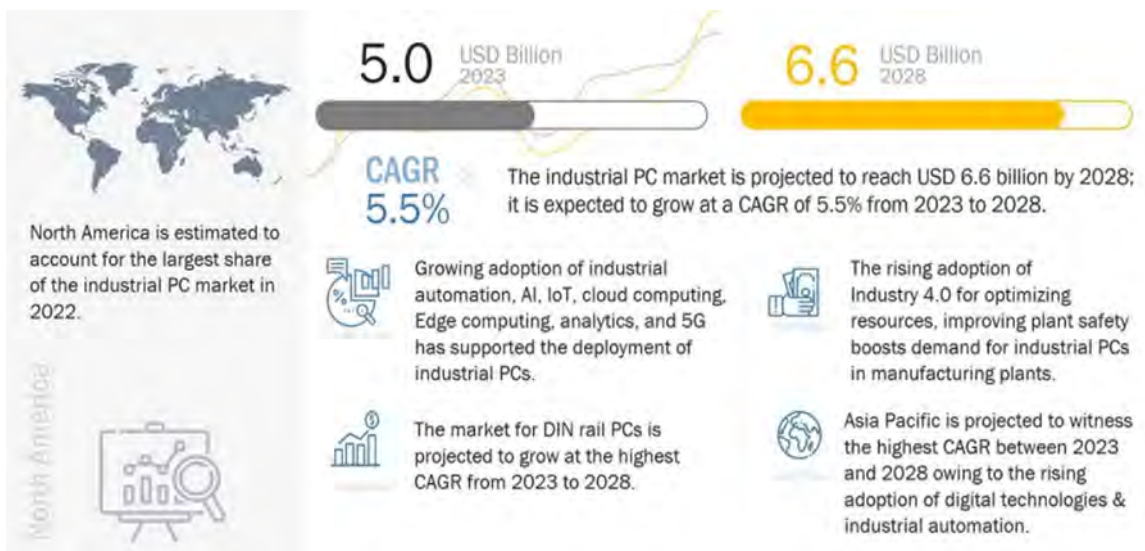 5.0 USD Billion
2023
6.6 USD Billion
2028
CAGR
5.5%
The industrial PC market is projected to reach USD 6.6 billion by 2028;
it is expected to grow at a CAGR of 5.5% from 2023 to 2028.
North America is estimated to
account for the largest share
of the industrial PC market in
2022.
North America
Growing adoption of industrial
automation, AI, IoT, cloud computing,
Edge computing, analytics, and 5G
has supported the deployment of
industrial PCs.
The rising adoption of
Industry 4.0 for optimizing
resources, improving plant safety
boosts demand for industrial PCs
in manufacturing plants.
The market for DIN rail PCs is
projected to grow at the highest
CAGR from 2023 to 2028.
Asia Pacific is projected to witness
the highest CAGR between 2023
and 2028 owing to the rising
adoption of digital technologies &
industrial automation.